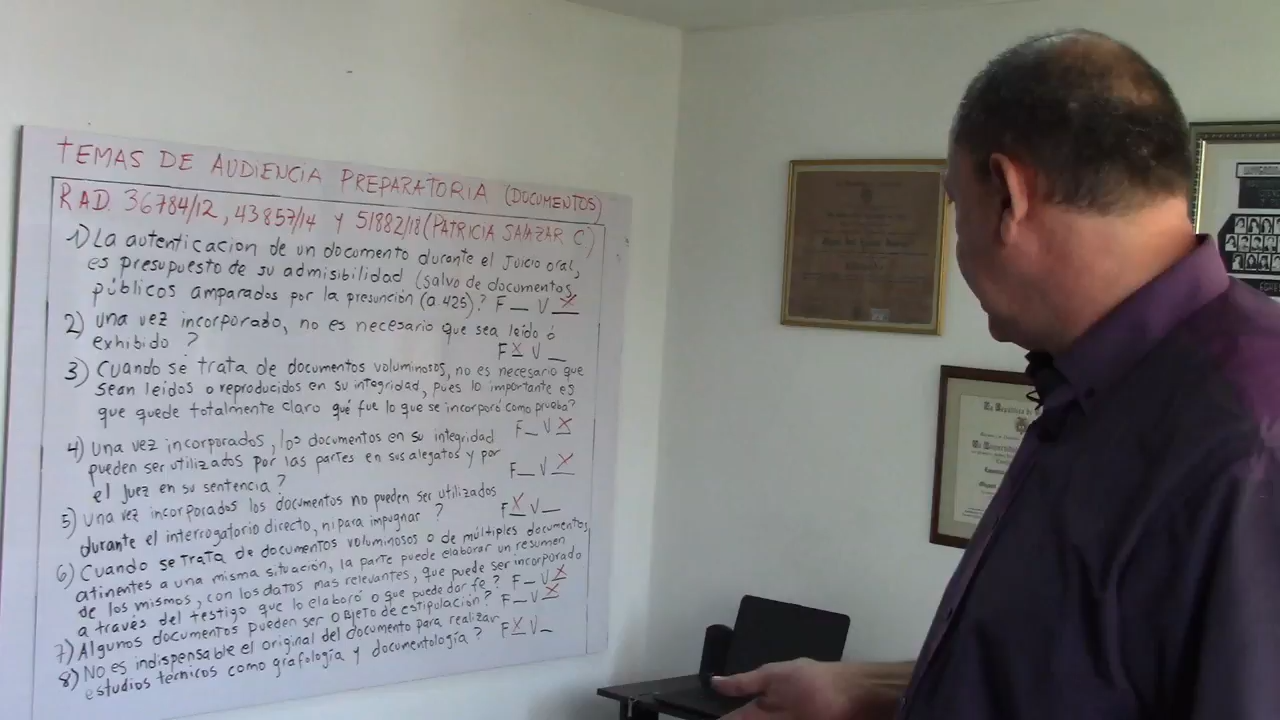 TEMAS DE AUDIENCIA PREPARATORIA (DOCUMENTOS)
RAD. 36784/12, 43857/14 Y 51882/18 (PATRICIA SALAZAR C)
1) La autenticacion de un documento durante el Juicio oral,
es presupuesto de su admisibilidad (salvo de documentos
públicos amparados por la presunción (a.425)? F__ V X
2) Una vez incorporado, no es necesario que sea leído ó
exhibido ? F X V __
3) Cuando se trata de documentos voluminosos, no es necesario que
sean leidos o reproducidos en su integridad, pues lo importante es
que quede totalmente claro qué fue lo que se incorporó como prueba?
F__ V X
4) Una vez incorporados, los documentos en su integridad
pueden ser utilizados por las partes en sus alegatos y por
el Juez en su sentencia ? F__ V X
5) Una vez incorporados los documentos no pueden ser utilizados
durante el interrogatorio directo, ni para impugnar ? F X V __
6) Cuando se trata de documentos voluminosos o de múltiples documentos
atinentes a una misma situación, la parte puede elaborar un resumen
de los mismos, con los datos mas relevantes, que puede ser incorporado
a través del testigo que lo elaboró o que puede dar fe ? F__ V X
7) Algunos documentos pueden ser objeto de estipulación? F__ V X
8) NO es indispensable el original del documento para realizar
estudios técnicos como grafología y documentología ? F X V __